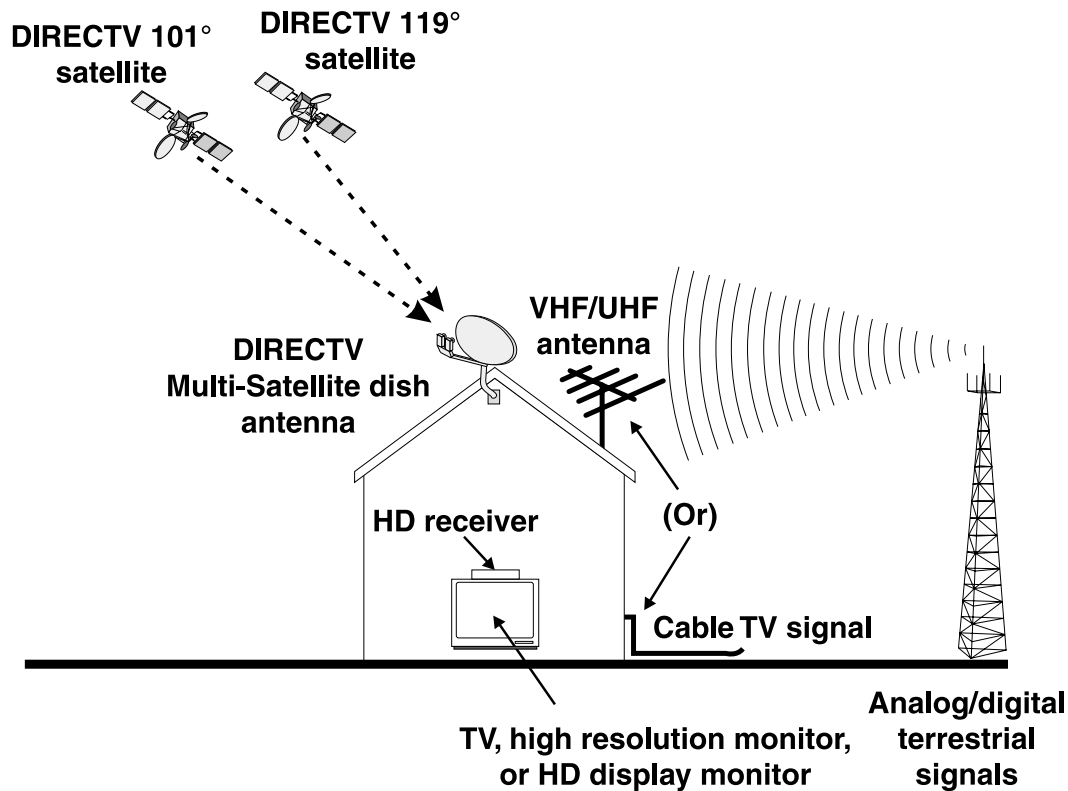 DIRECTV 101°
satellite
DIRECTV 119°
satellite
DIRECTV
Multi-Satellite dish
antenna
VHF/UHF
antenna
HD receiver
(Or)
Cable TV signal
TV, high resolution monitor,
or HD display monitor
Analog/digital
terrestrial
signals